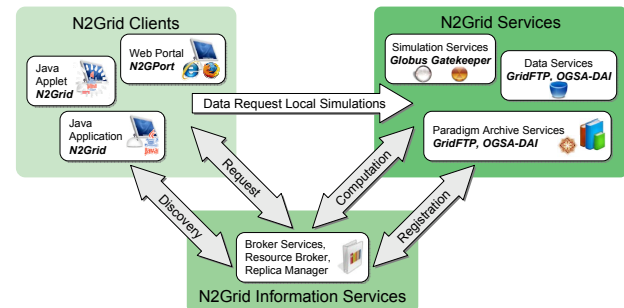 N2Grid Clients
Web Portal
N2GPort
Java
Applet
N2Grid
Java
Application
N2Grid
Data Request Local Simulations
N2Grid Services
Simulation Services
Globus Gatekeeper
Data Services
GridFTP, OGSA-DAI
Paradigm Archive Services
GridFTP, OGSA-DAI
Discovery
Request
Computation
Registration
Broker Services,
Resource Broker,
Replica Manager
N2Grid Information Services